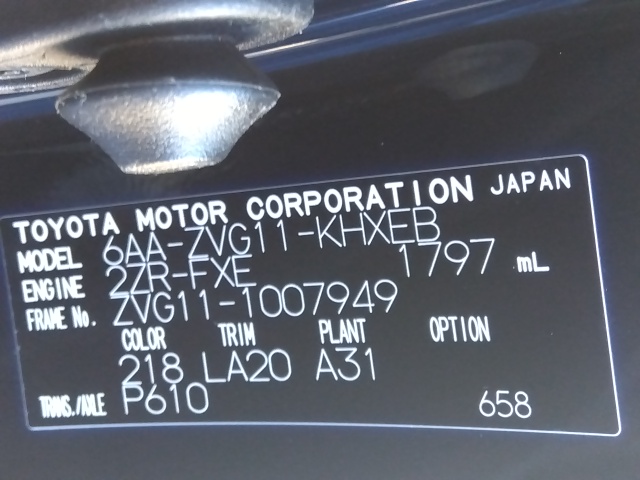 TOYOTA MOTOR CORPORATION JAPAN
MODEL 6AA-ZVG11-KHXEB
ENGINE 2ZR-FXE 1797 mL
FRAME No. ZVG11-1007949
COLOR TRIM PLANT OPTION
218 LA20 A31
TRANS./AXLE P610 658